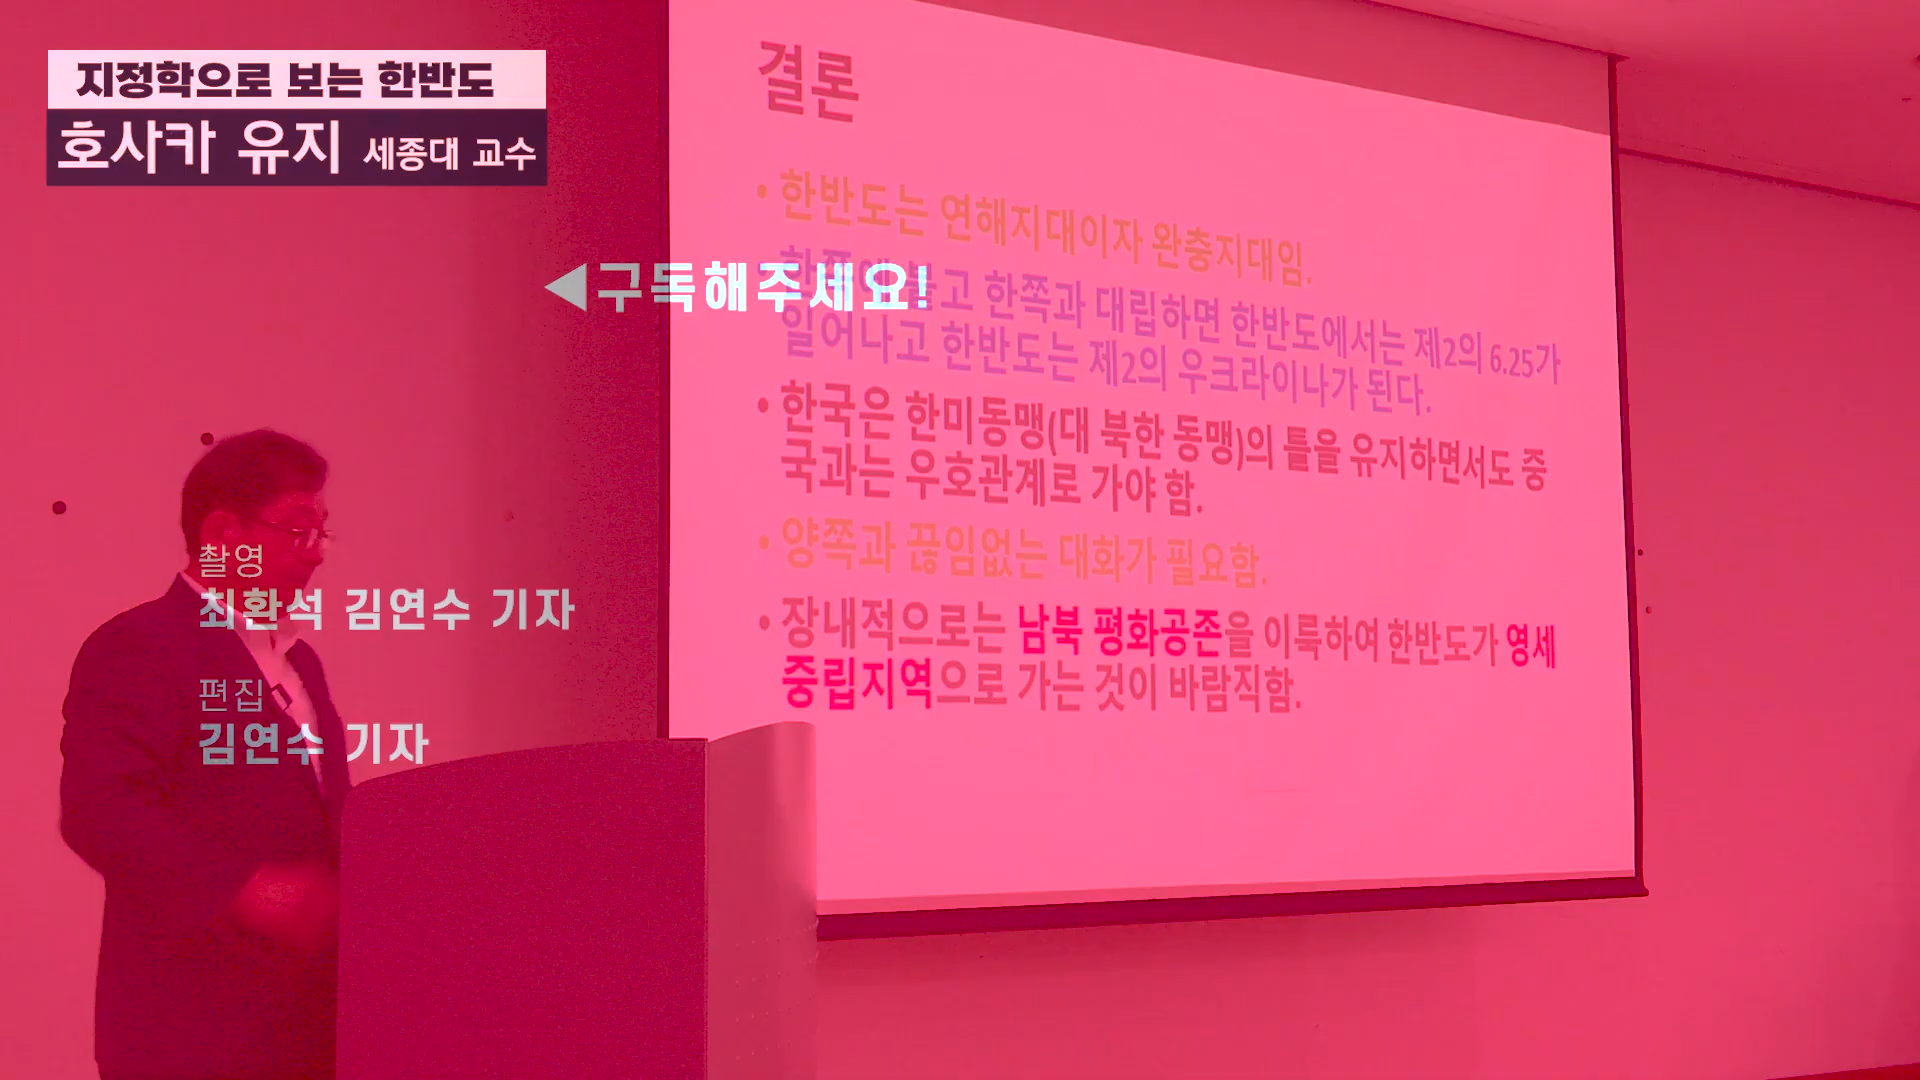 지정학으로 보는 한반도
호사카 유지 세종대 교수
결론
• 한반도는 연해지대이자 완충지대임.
◀구독해주세요!
• 한쪽에 붙고 한쪽과 대립하면 한반도에서는 제2의 6.25가
일어나고 한반도는 제2의 우크라이나가 된다.
• 한국은 한미동맹(대 북한 동맹)의 틀을 유지하면서도 중
국과는 우호관계로 가야 함.
• 양쪽과 끊임없는 대화가 필요함.
• 장내적으로는 남북 평화공존을 이룩하여 한반도가 영세
중립지역으로 가는 것이 바람직함.
촬영
최환석 김연수 기자
편집
김연수 기자